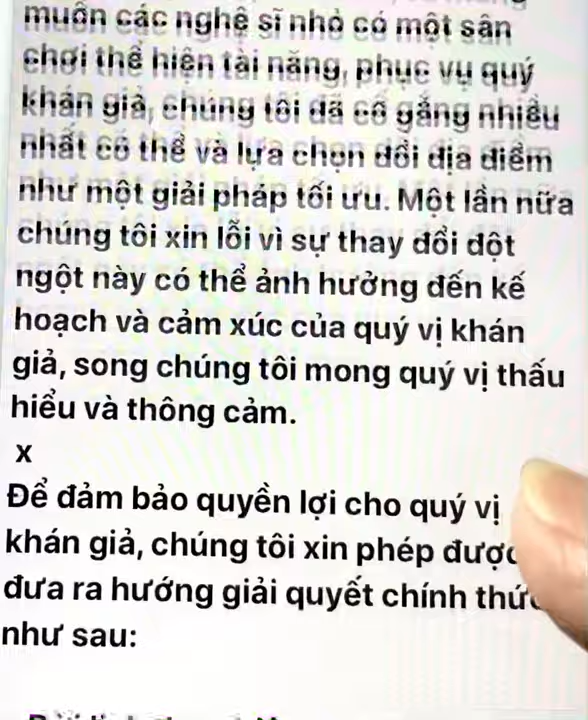 muốn các nghệ sĩ nhỏ có một sân
chơi thể hiện tài năng, phục vụ quý
khán giả, chúng tôi đã cố gắng nhiều
nhất có thể và lựa chọn đổi địa điểm
như một giải pháp tối ưu. Một lần nữa
chúng tôi xin lỗi vì sự thay đổi đột
ngột này có thể ảnh hưởng đến kế
hoạch và cảm xúc của quý vị khán
giả, song chúng tôi mong quý vị thấu
hiểu và thông cảm.
x
Để đảm bảo quyền lợi cho quý vị
khán giả, chúng tôi xin phép được
đưa ra hướng giải quyết chính thức
như sau: